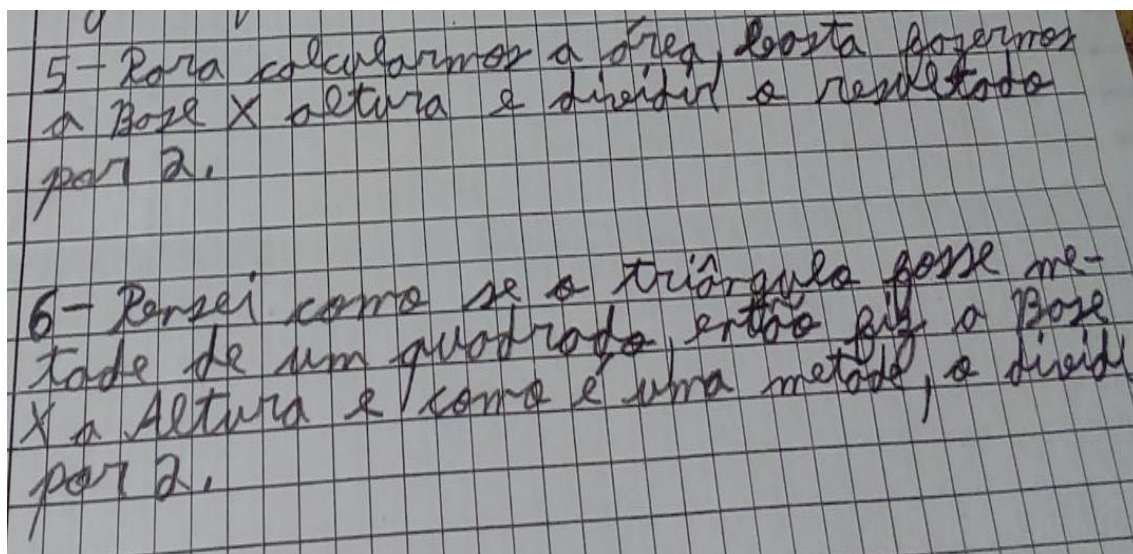 5- Para calcularmos a área, basta fazermos
a Base X altura e dividir o resultado
por 2.
6- Pensei como se o triângulo fosse me-
tade de um quadrado, então fiz a Base
X a Altura e como é uma metade, o dividi
por 2.